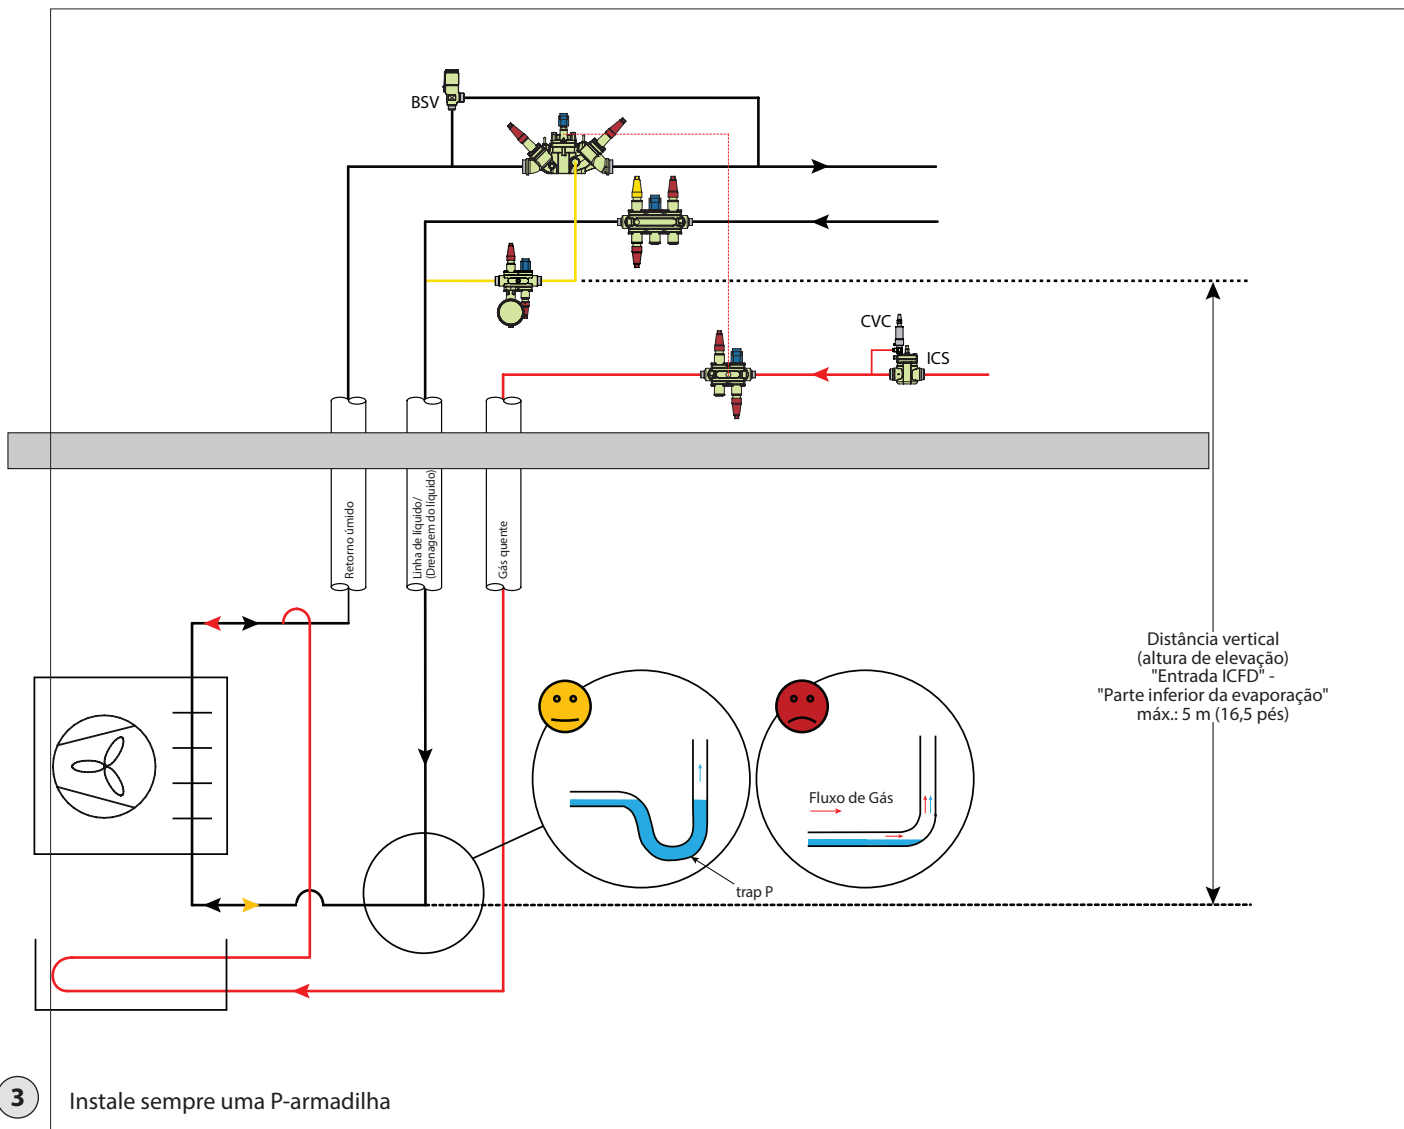 BSV
CVC
ICS
Retorno úmido
Linha de líquido/
(Drenagem do líquido)
Gás quente
Distância vertical
(altura de elevação)
"Entrada ICFD" -
"Parte inferior da evaporação"
máx.: 5 m (16,5 pés)
Fluxo de Gás
trap P
3
Instale sempre uma P-armadilha